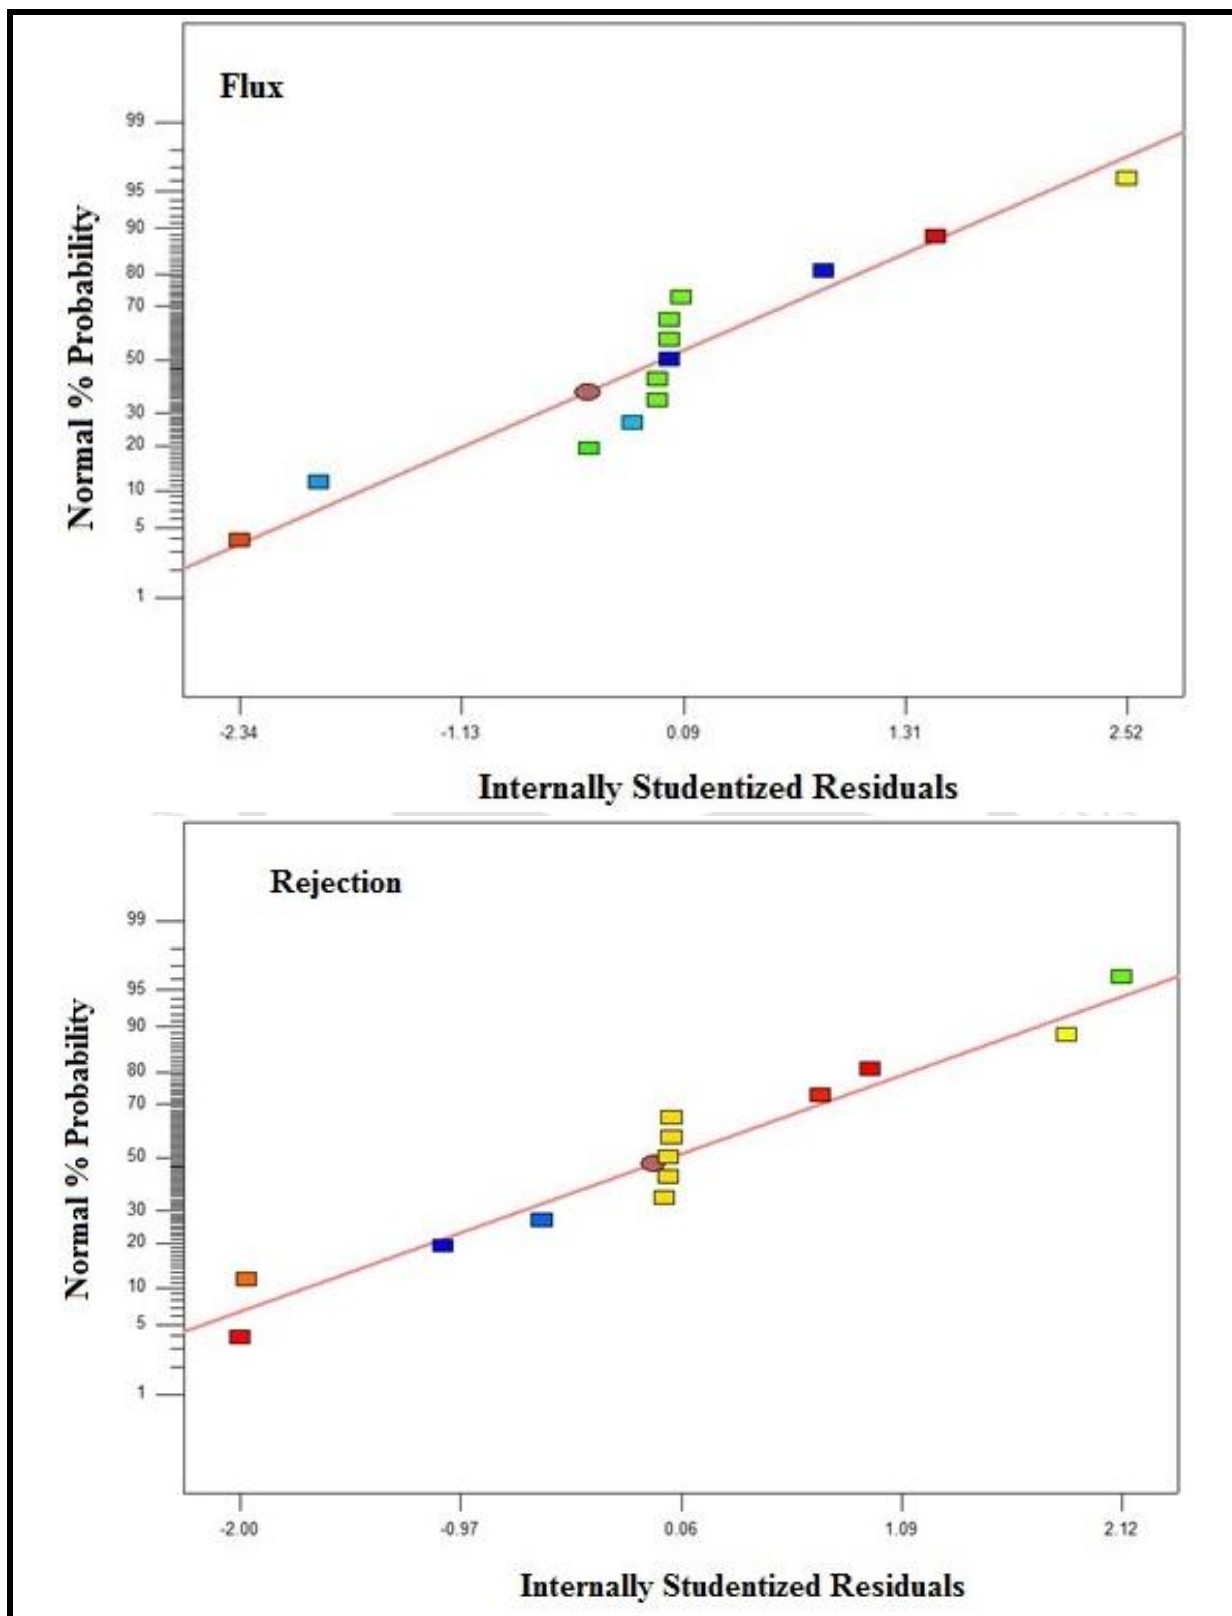 Flux
Normal % Probability
99
95
90
80
70
50
30
20
10
5
1
-2.34 -1.13 0.09 1.31 2.52
Internally Studentized Residuals
Rejection
Normal % Probability
99
95
90
80
70
50
30
20
10
5
1
-2.00 -0.97 0.06 1.09 2.12
Internally Studentized Residuals